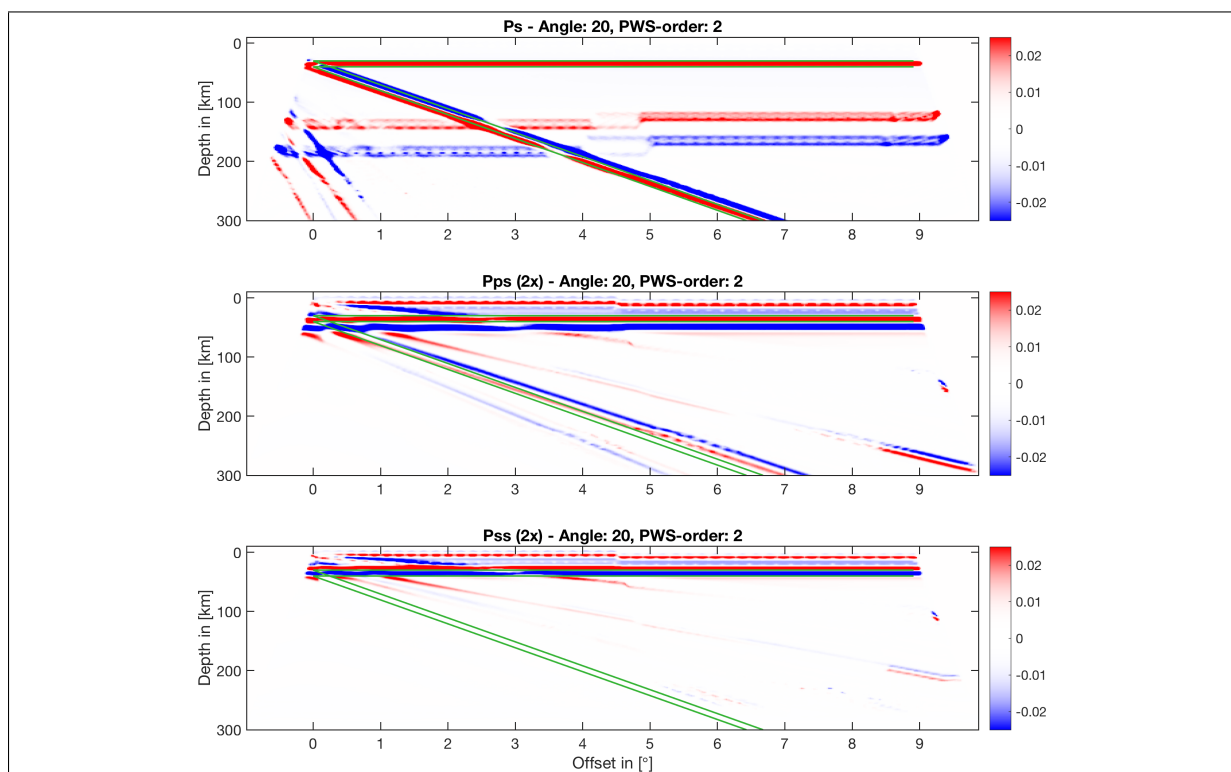 Ps - Angle: 20, PWS-order: 2
Depth in [km]
0
100
200
300
0 1 2 3 4 5 6 7 8 9
0.02
0.01
0
-0.01
-0.02
Pps (2x) - Angle: 20, PWS-order: 2
Depth in [km]
0
100
200
300
0 1 2 3 4 5 6 7 8 9
0.02
0.01
0
-0.01
-0.02
Pss (2x) - Angle: 20, PWS-order: 2
Depth in [km]
0
100
200
300
0 1 2 3 4 5 6 7 8 9
Offset in [°]
0.02
0.01
0
-0.01
-0.02